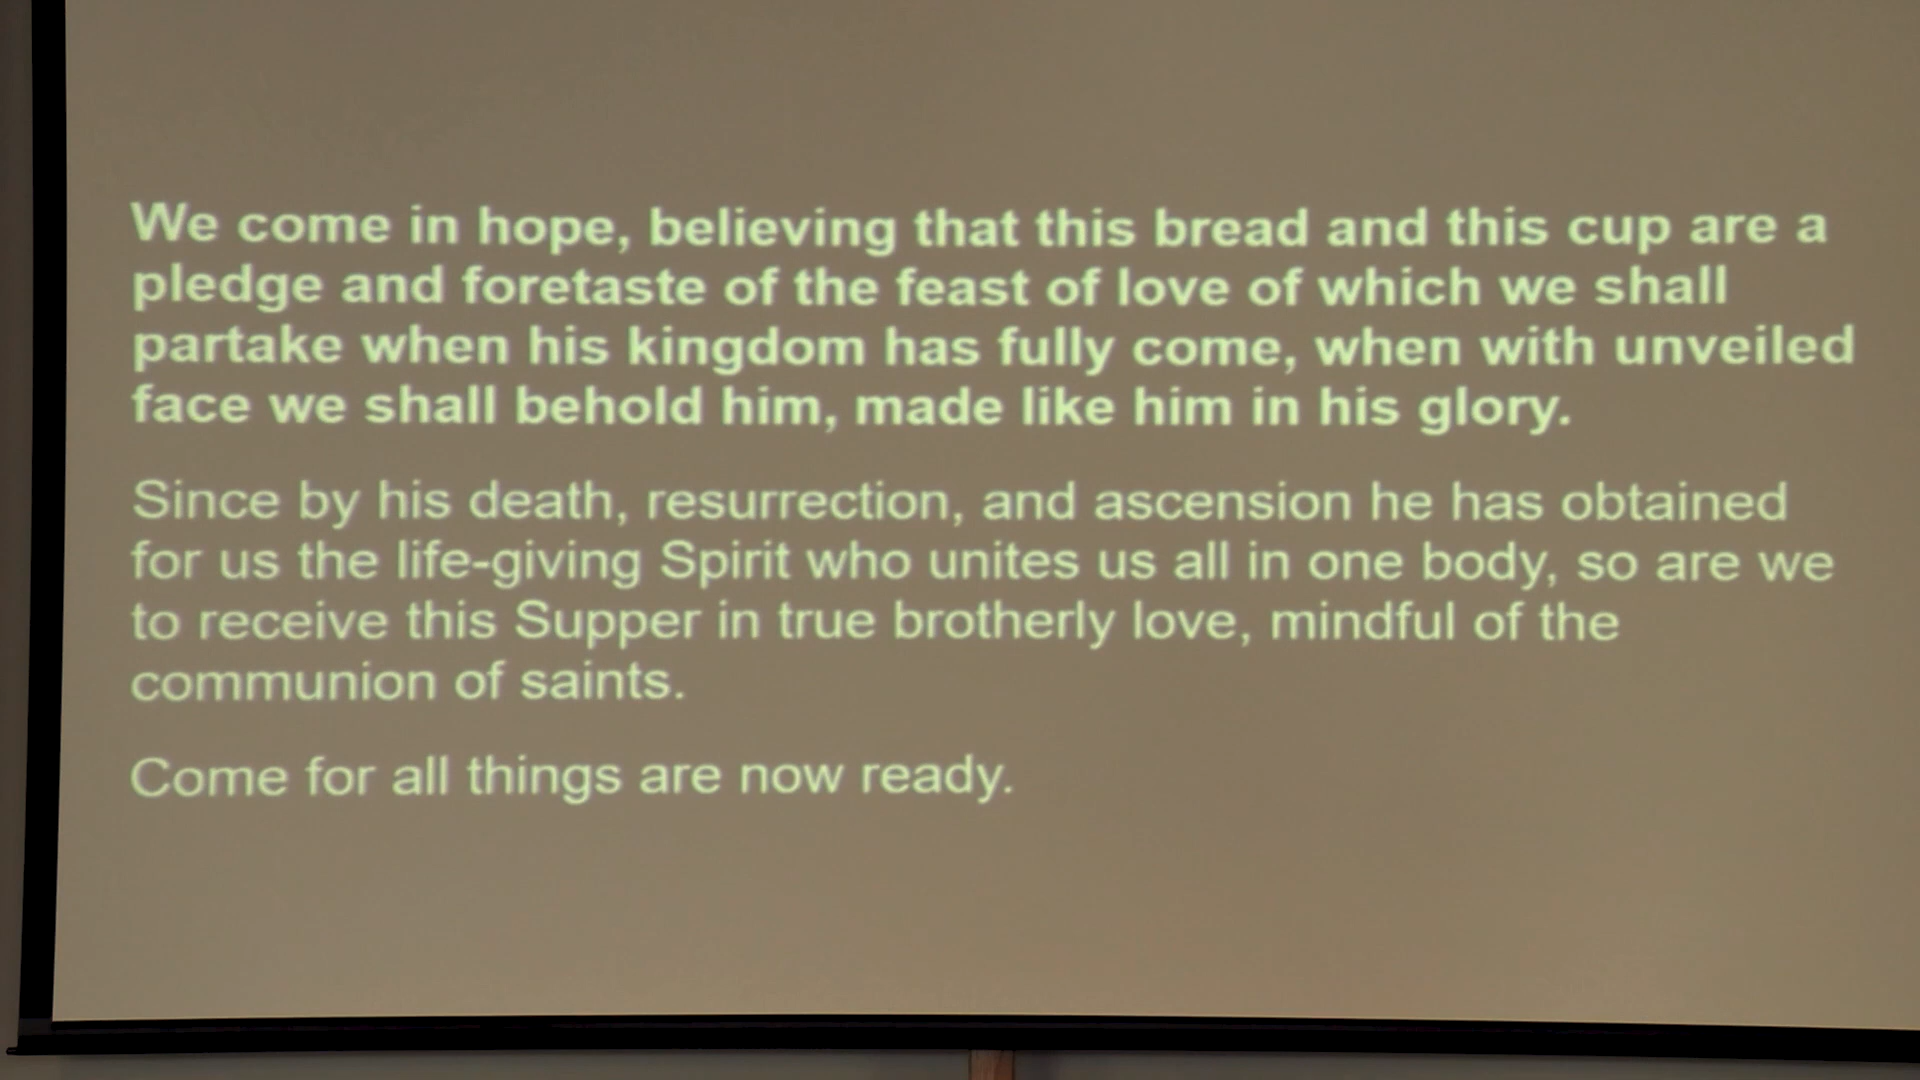 We come in hope, believing that this bread and this cup are a
pledge and foretaste of the feast of love of which we shall
partake when his kingdom has fully come, when with unveiled
face we shall behold him, made like him in his glory.
Since by his death, resurrection, and ascension he has obtained
for us the life-giving Spirit who unites us all in one body, so are we
to receive this Supper in true brotherly love, mindful of the
communion of saints.
Come for all things are now ready.